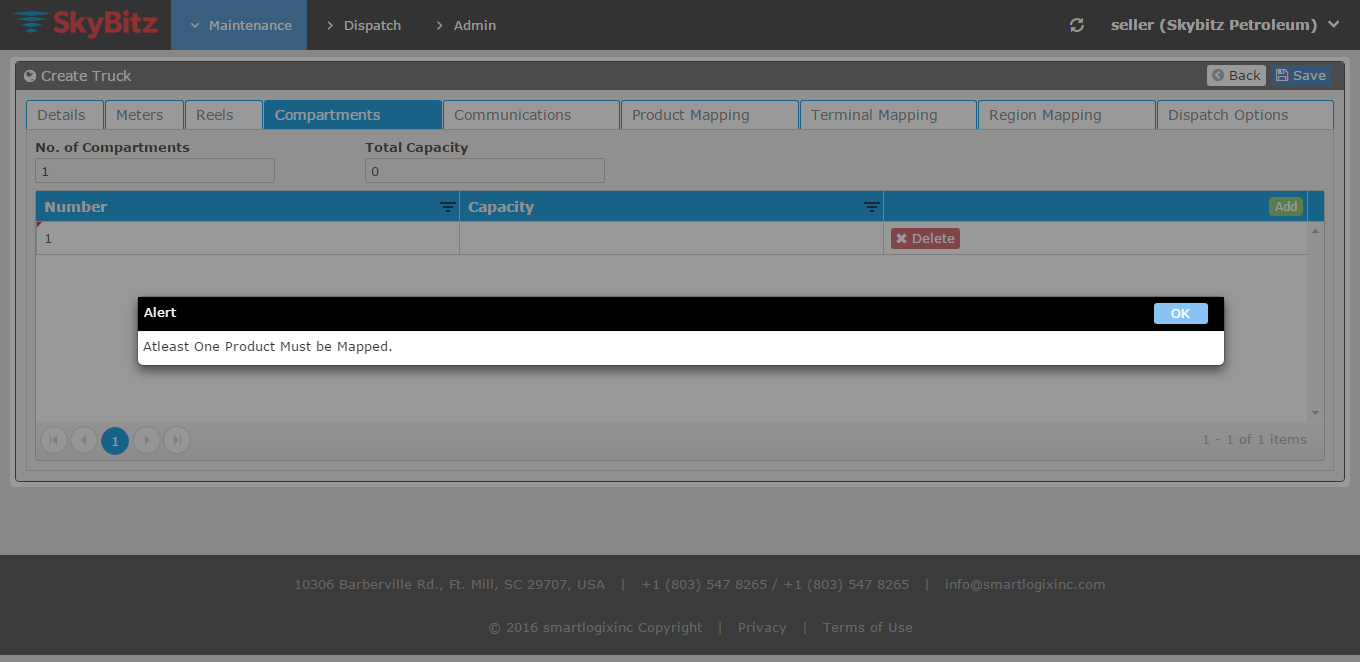 SkyBitz Maintenance Dispatch Admin seller (Skybitz Petroleum)
Create Truck Back Save
Details Meters Reels Compartments Communications Product Mapping Terminal Mapping Region Mapping Dispatch Options
No. of Compartments Total Capacity
1 0
Number Capacity Add
1 Delete
Alert OK
Atleast One Product Must be Mapped.
1 1 - 1 of 1 items
10306 Barberville Rd., Ft. Mill, SC 29707, USA | +1 (803) 547 8265 / +1 (803) 547 8265 | info@smartlogixinc.com
© 2016 smartlogixinc Copyright | Privacy | Terms of Use